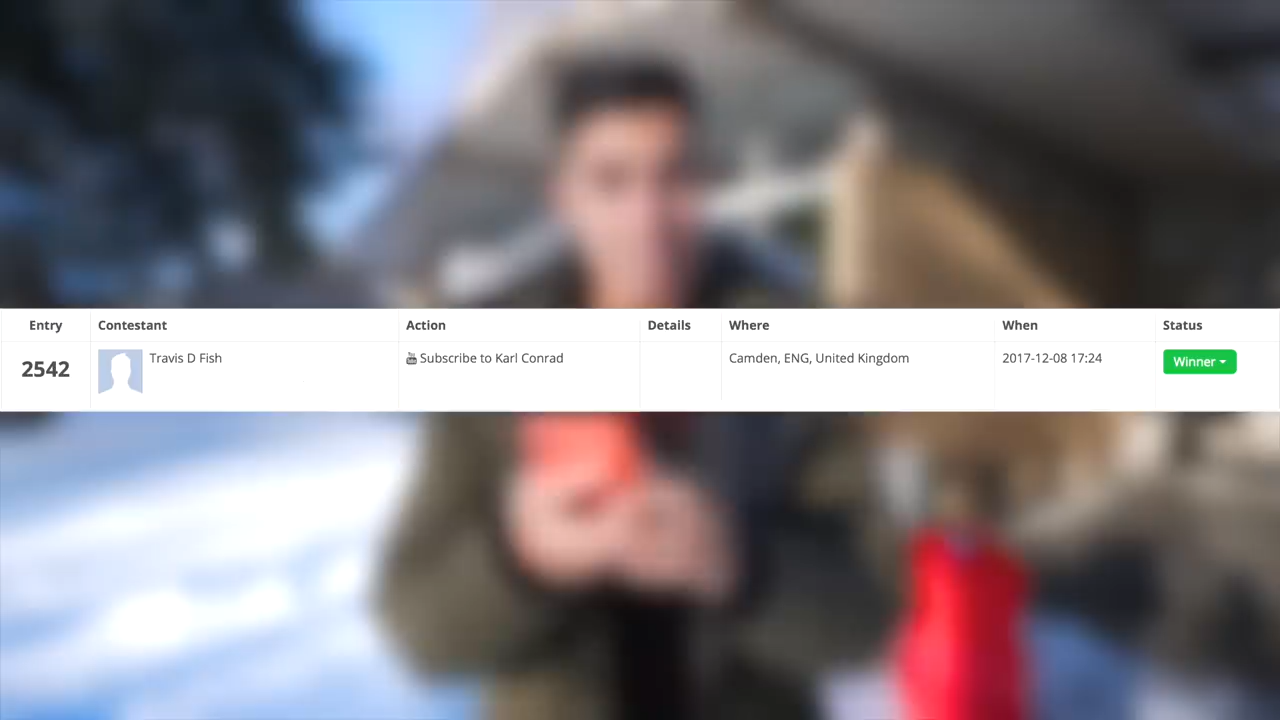 Entry Contestant Action Details Where When Status
2542 Travis D Fish Subscribe to Karl Conrad Camden, ENG, United Kingdom 2017-12-08 17:24 Winner